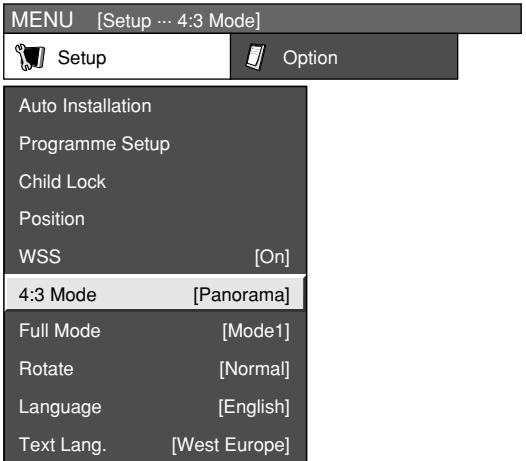 MENU [Setup ··· 4:3 Mode]
Setup Option
Auto Installation
Programme Setup
Child Lock
Position
WSS [On]
4:3 Mode [Panorama]
Full Mode [Mode1]
Rotate [Normal]
Language [English]
Text Lang. [West Europe]